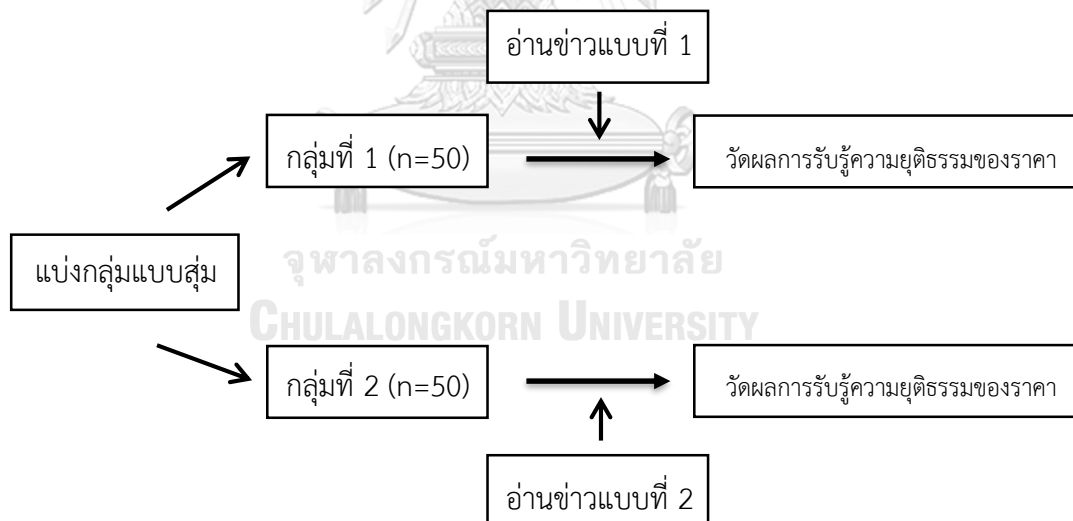 อ่านข่าวแบบที่ 1
กลุ่มที่ 1 (n=50)
วัดผลการรับรู้ความยุติธรรมของราคา
แบ่งกลุ่มแบบสุ่ม
จุฬาลงกรณ์มหาวิทยาลัย
CHULALONGKORN UNIVERSITY
กลุ่มที่ 2 (n=50)
วัดผลการรับรู้ความยุติธรรมของราคา
อ่านข่าวแบบที่ 2